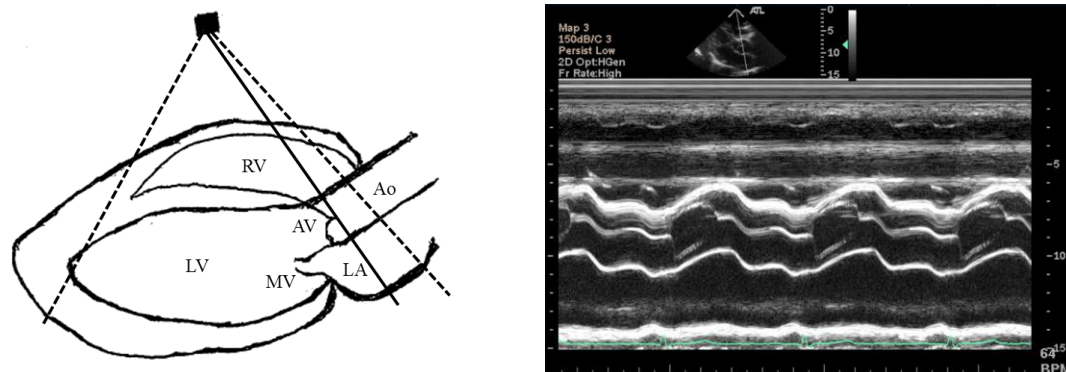 RV
Ao
AV
LV
LA
MV
ATL
Map 3
150dB/C 3
Persist Low
2D Opt:HGen
Fr Rate:High
0
5
10
15
-5
-10
-15
64
BPM